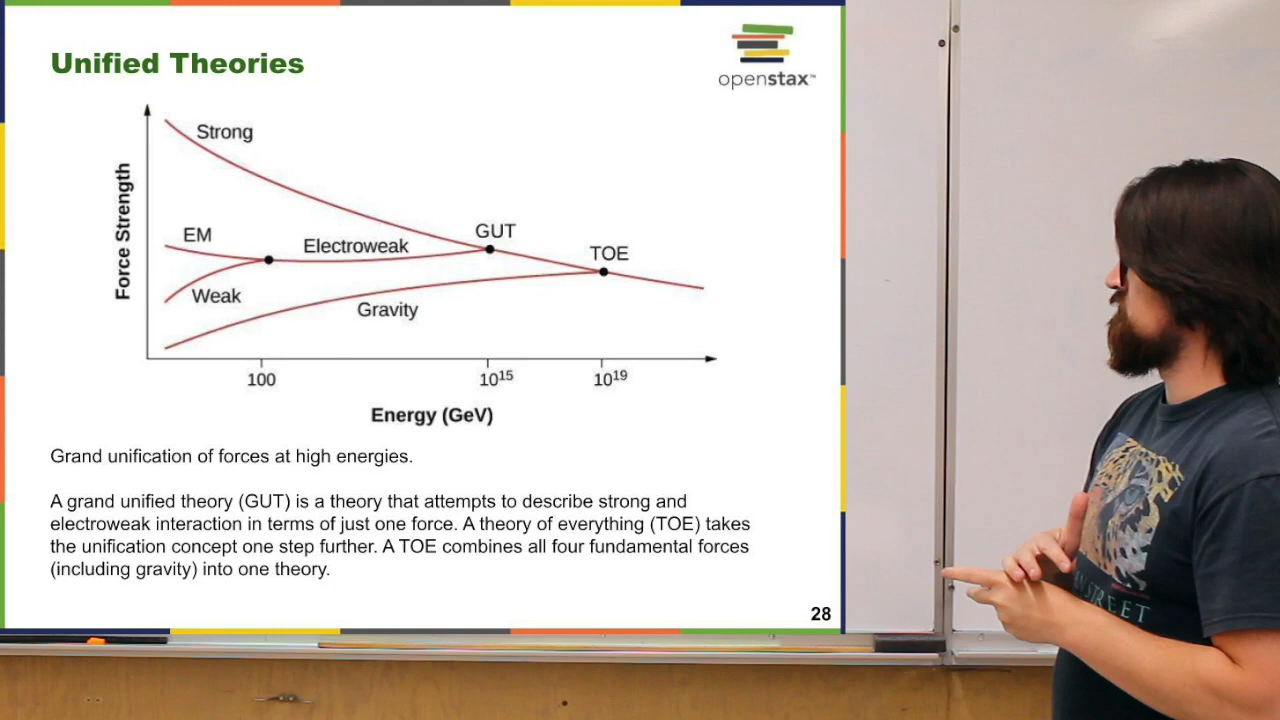 Unified Theories
openstax™
Strong
EM
Electroweak
GUT
TOE
Weak
Gravity
Force Strength
100
10¹⁵
10¹⁹
Energy (GeV)
Grand unification of forces at high energies.
A grand unified theory (GUT) is a theory that attempts to describe strong and
electroweak interaction in terms of just one force. A theory of everything (TOE) takes
the unification concept one step further. A TOE combines all four fundamental forces
(including gravity) into one theory.
28
STREET